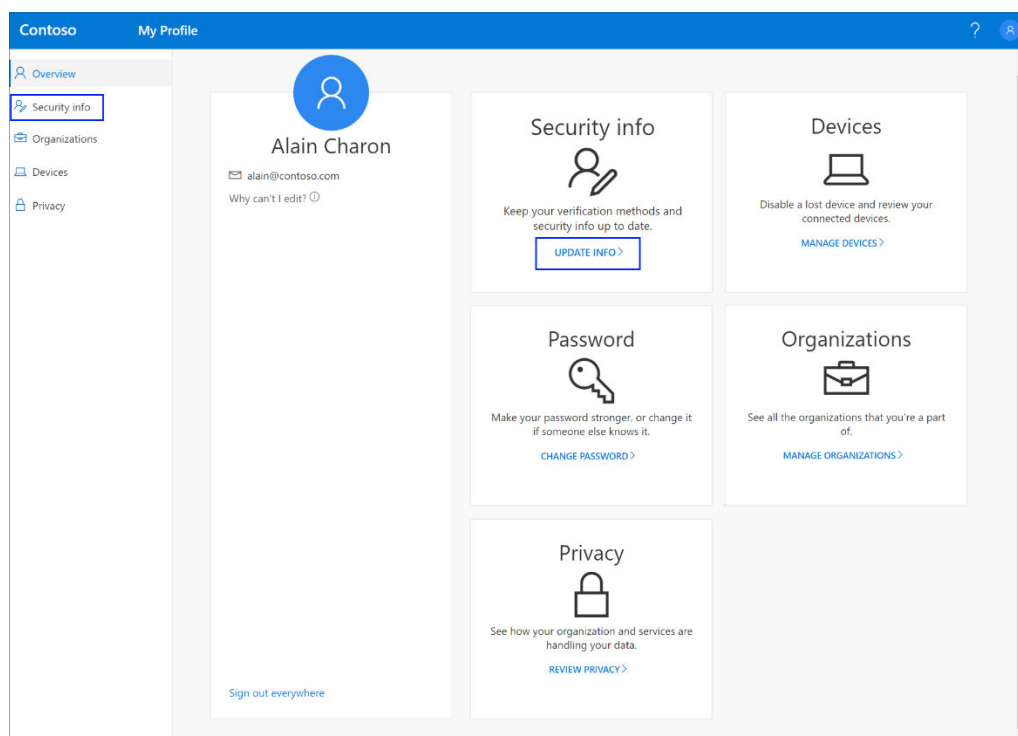 Contoso
My Profile
?
Overview
Security info
Organizations
Devices
Privacy
Alain Charon
alain@contoso.com
Why can't I edit?
Sign out everywhere
Security info
Keep your verification methods and
security info up to date.
UPDATE INFO
Devices
Disable a lost device and review your
connected devices.
MANAGE DEVICES
Password
Make your password stronger, or change it
if someone else knows it.
CHANGE PASSWORD
Organizations
See all the organizations that you're a part
of.
MANAGE ORGANIZATIONS
Privacy
See how your organization and services are
handling your data.
REVIEW PRIVACY